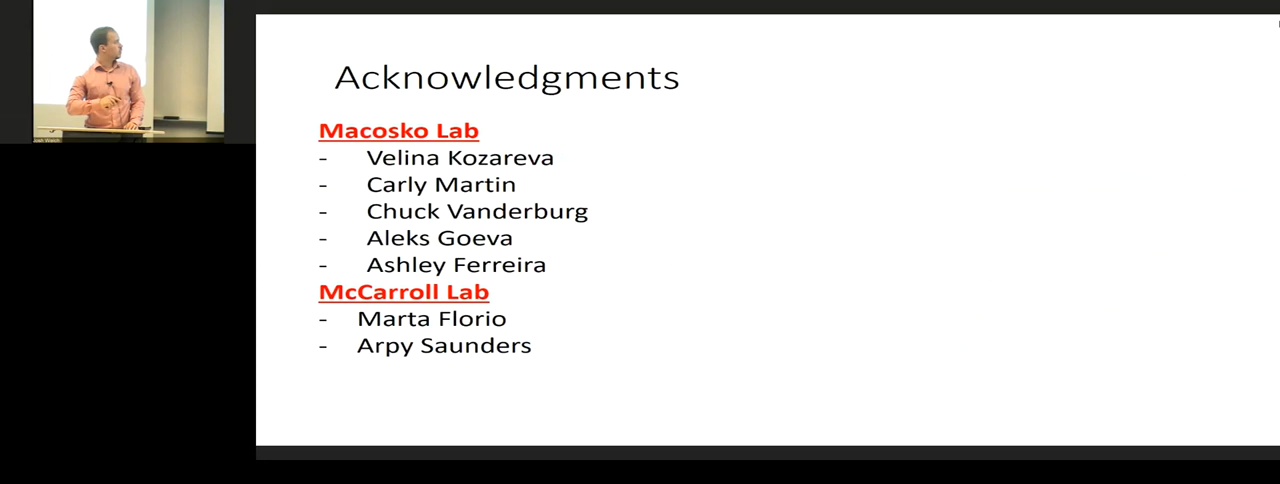 Acknowledgments
Macosko Lab
- Velina Kozareva
- Carly Martin
- Chuck Vanderburg
- Aleks Goeva
- Ashley Ferreira
McCarroll Lab
- Marta Florio
- Arpy Saunders